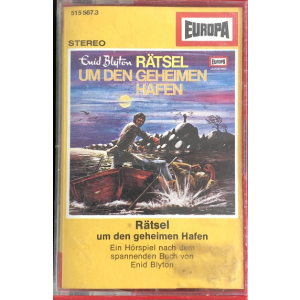 515 567.3
EUROPA
STEREO
Enid Blyton RÄTSEL
UM DEN GEHEIMEN
HAFEN
EUROPA
Rätsel
um den geheimen Hafen
Ein Hörspiel nach dem
spannenden Buch von
Enid Blyton